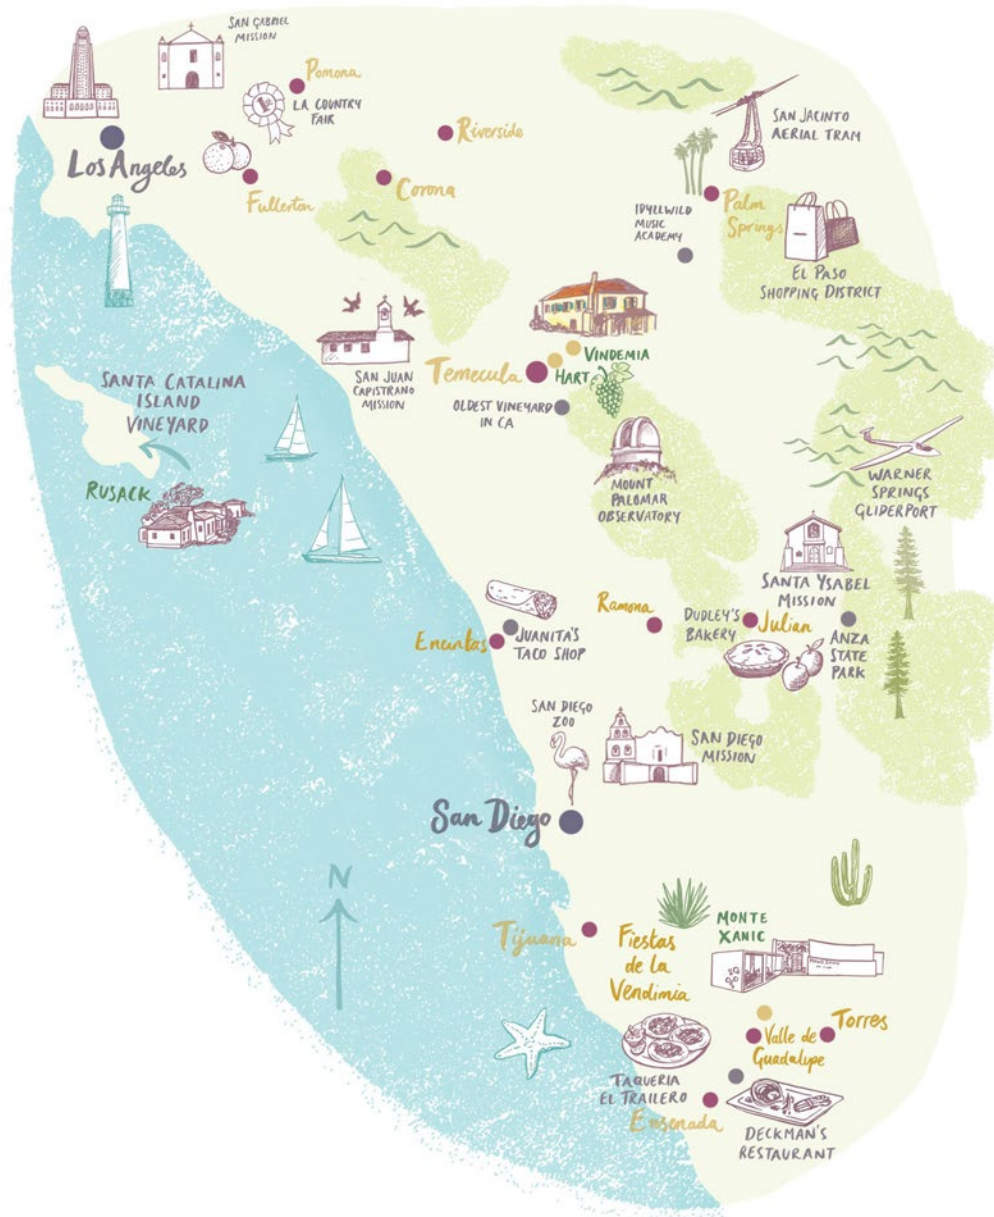 SAN GABRIEL
MISSION
Pomona
LA COUNTRY
FAIR
Riverside
SAN JACINTO
AERIAL TRAM
Los Angeles
Fullerton
Corona
IDYLLWILD
MUSIC
ACADEMY
Palm
Springs
EL PASO
SHOPPING DISTRICT
SAN JUAN
CAPISTRANO
MISSION
Temecula
VINDEMIA
HART
OLDEST VINEYARD
IN CA
SANTA CATALINA
ISLAND
VINEYARD
RUSACK
MOUNT
PALOMAR
OBSERVATORY
WARNER
SPRINGS
GLIDERPORT
SANTA YSABEL
MISSION
Encinitas
JUANITA'S
TACO SHOP
Ramona
DUDLEY'S
BAKERY
Julian
ANZA
STATE
PARK
SAN DIEGO
ZOO
SAN DIEGO
MISSION
San Diego
N
Tijuana
Fiestas
de la
Vendimia
MONTE
XANIC
Valle de
Guadalupe
Torres
TAQUERIA
EL TRAILERO
Ensenada
DECKMAN'S
RESTAURANT